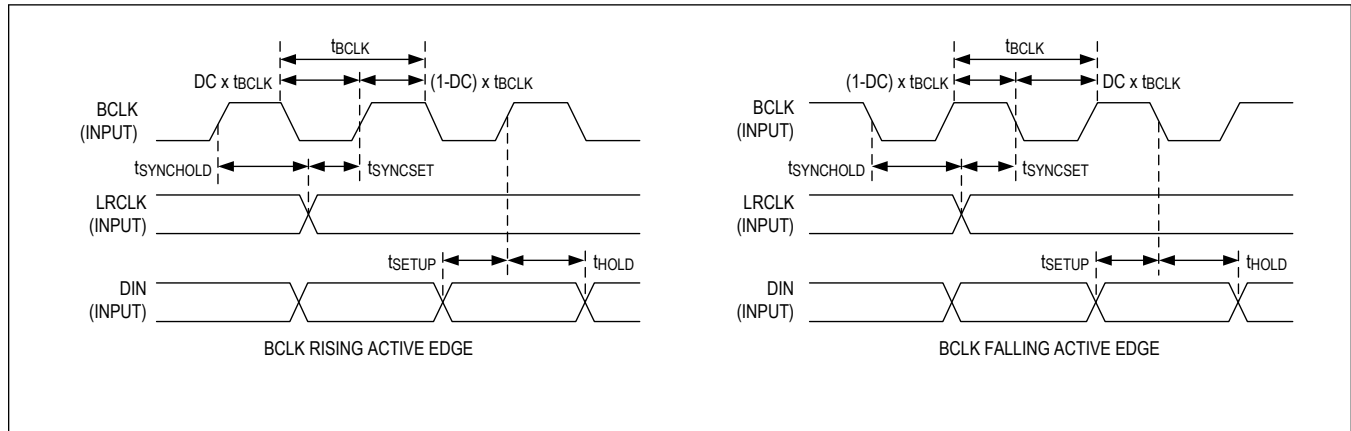 tBCLK
DC x tBCLK
(1-DC) x tBCLK
BCLK
(INPUT)
tSYNCHOLD
tSYNCSET
LRCLK
(INPUT)
tSETUP
tHOLD
DIN
(INPUT)
BCLK RISING ACTIVE EDGE
tBCLK
(1-DC) x tBCLK
DC x tBCLK
BCLK
(INPUT)
tSYNCHOLD
tSYNCSET
LRCLK
(INPUT)
tSETUP
tHOLD
DIN
(INPUT)
BCLK FALLING ACTIVE EDGE